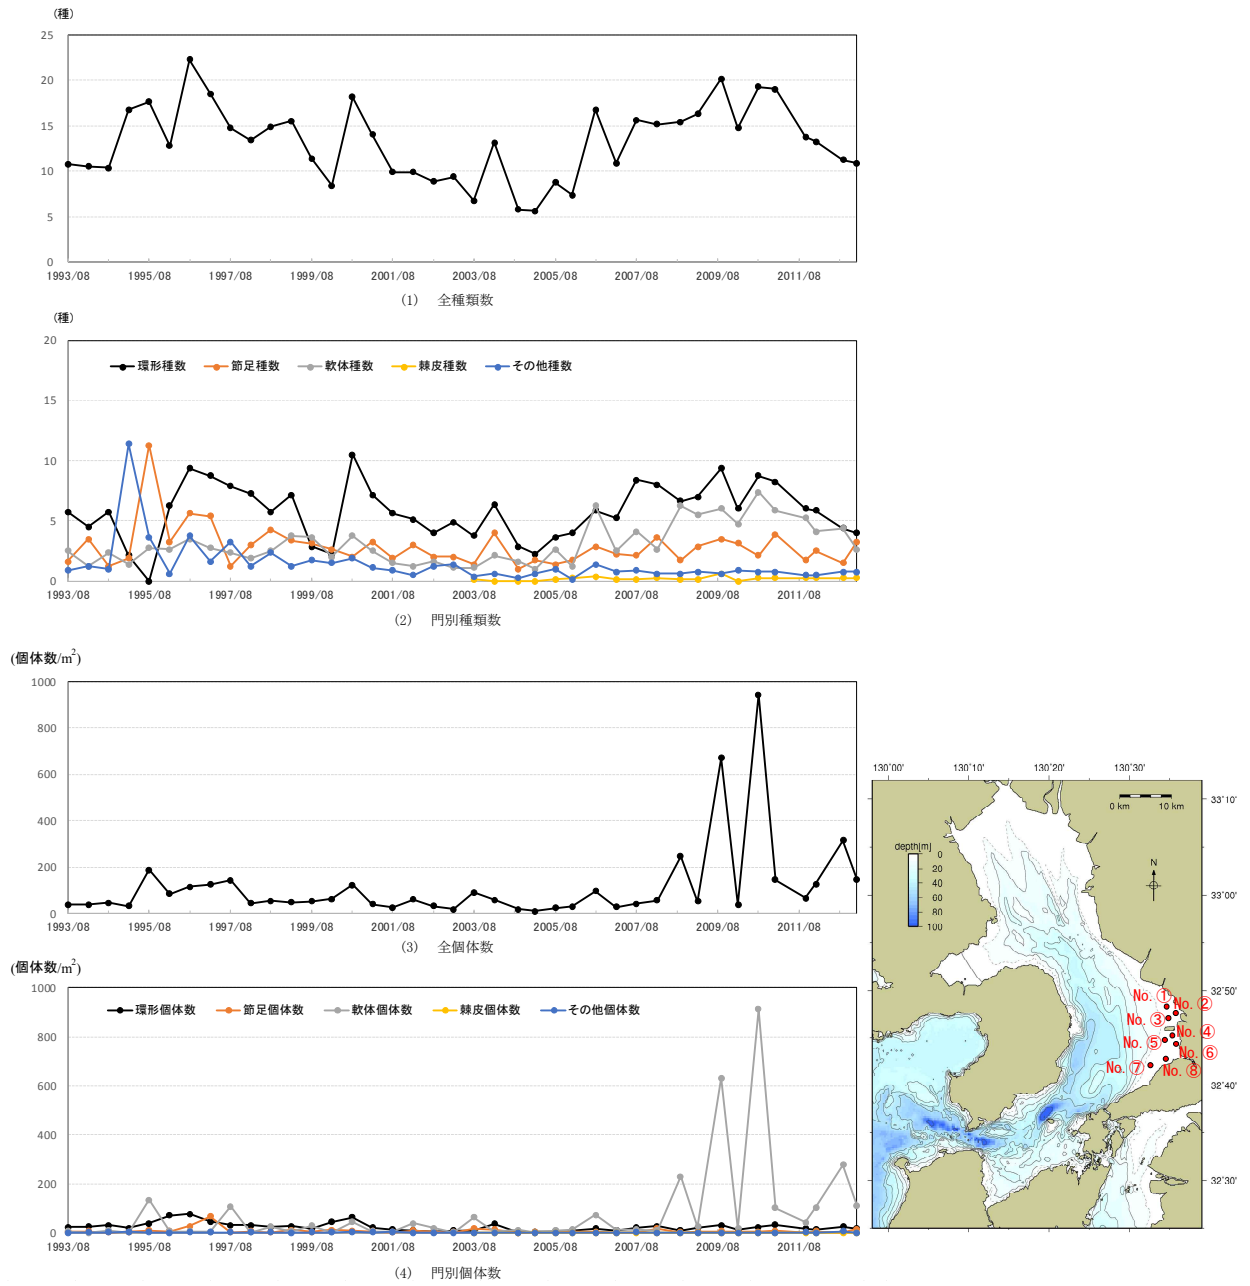 (種)
25
20
15
10
5
0
1993/08 1995/08 1997/08 1999/08 2001/08 2003/08 2005/08 2007/08 2009/08 2011/08
(1) 全種類数
(種)
20
環形種数 節足種数 軟体種数 棘皮種数 その他種数
15
10
5
0
1993/08 1995/08 1997/08 1999/08 2001/08 2003/08 2005/08 2007/08 2009/08 2011/08
(2) 門別種類数
(個体数/m²)
1000
800
600
400
200
0
1993/08 1995/08 1997/08 1999/08 2001/08 2003/08 2005/08 2007/08 2009/08 2011/08
(3) 全個体数
(個体数/m²)
1000
環形個体数 節足個体数 軟体個体数 棘皮個体数 その他個体数
800
600
400
200
0
1993/08 1995/08 1997/08 1999/08 2001/08 2003/08 2005/08 2007/08 2009/08 2011/08
(4) 門別個体数
130°00' 130°10' 130°20' 130°30'
0 km 10 km
33°10'
depth[m]
0
20
40
60
80
100
N
33°00'
32°50'
No. ① No. ②
No. ③
No. ④
No. ⑤
No. ⑥
No. ⑦ No. ⑧
32°40'
32°30'